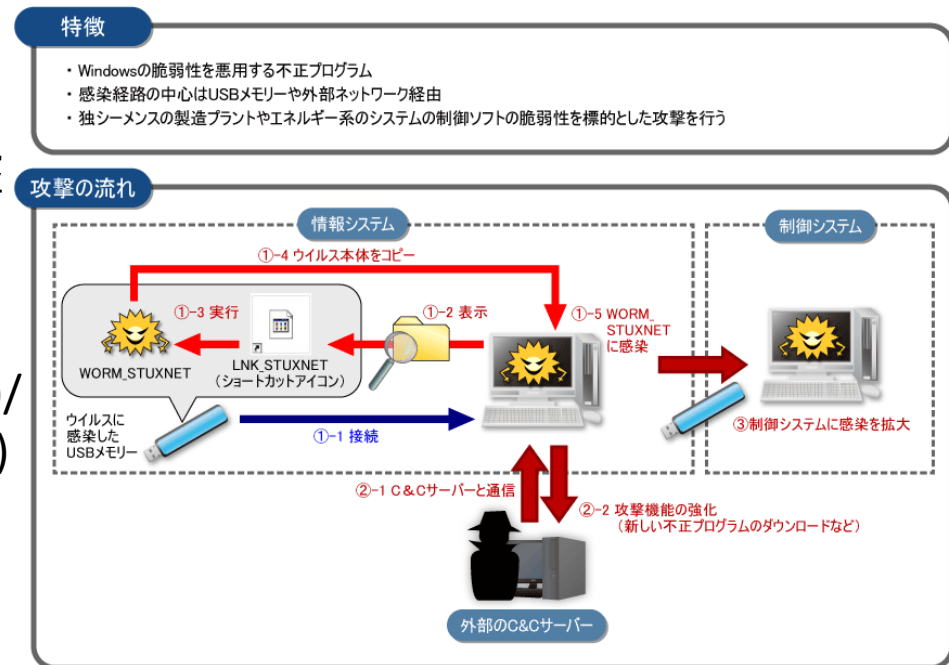 特徴
・ Windowsの脆弱性を悪用する不正プログラム
・ 感染経路の中心はUSBメモリーや外部ネットワーク経由
・ 独シーメンスの製造プラントやエネルギー系のシステムの制御ソフトの脆弱性を標的とした攻撃を行う
攻撃の流れ
情報システム
制御システム
①-4 ウイルス本体をコピー
①-3 実行
①-2 表示
①-5 WORM_
STUXNET
に感染
WORM_STUXNET
LNK_STUXNET
（ショートカットアイコン）
/
)
ウイルスに
感染した
USBメモリー
①-1 接続
③制御システムに感染を拡大
②-1 C&Cサーバーと通信
②-2 攻撃機能の強化
（新しい不正プログラムのダウンロードなど）
外部のC&Cサーバー